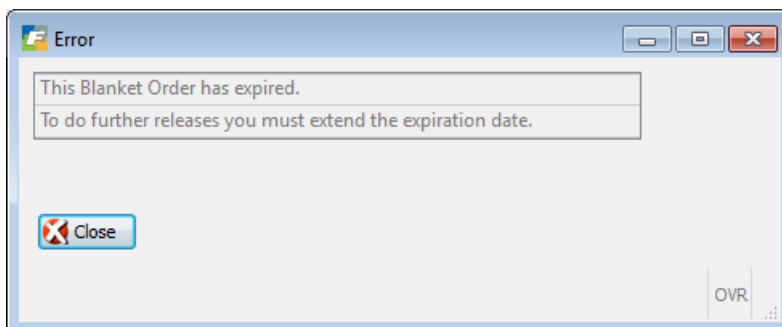 Error
This Blanket Order has expired.
To do further releases you must extend the expiration date.
Close
OVR